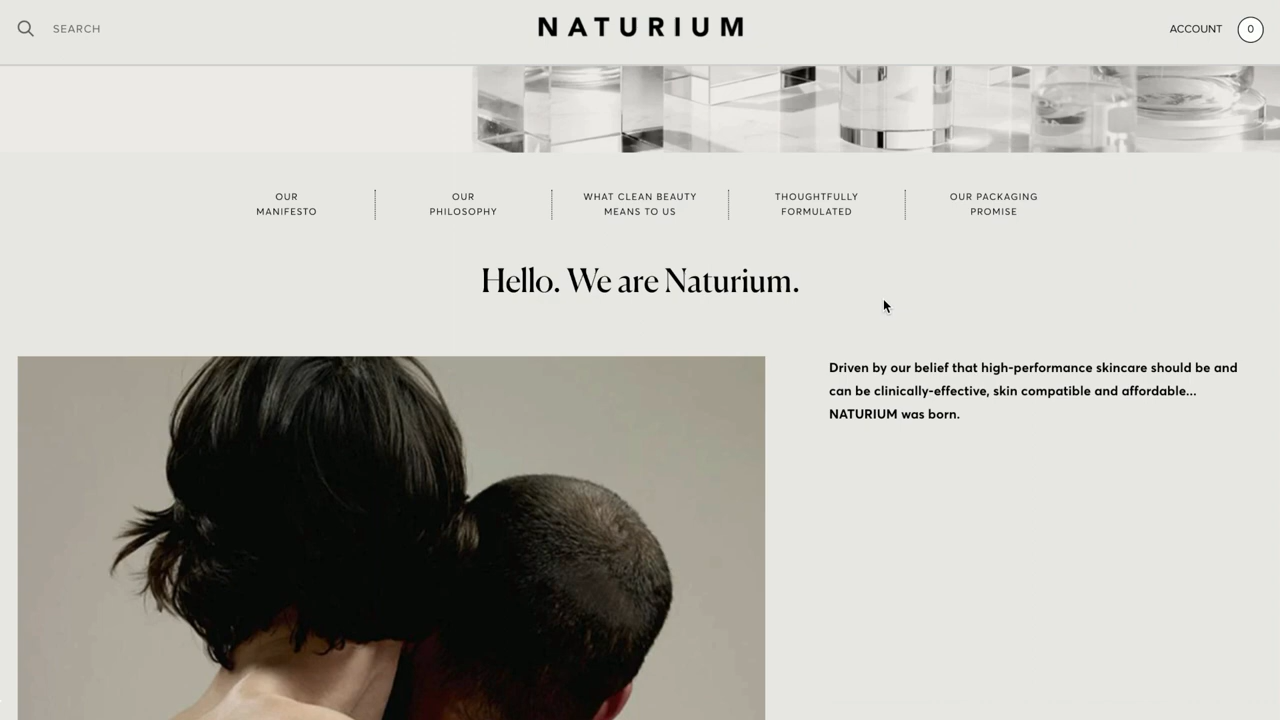 SEARCH
NATURIUM
ACCOUNT
0
OUR
MANIFESTO
OUR
PHILOSOPHY
WHAT CLEAN BEAUTY
MEANS TO US
THOUGHTFULLY
FORMULATED
OUR PACKAGING
PROMISE
Hello. We are Naturium.
Driven by our belief that high-performance skincare should be and
can be clinically-effective, skin compatible and affordable...
NATURIUM was born.